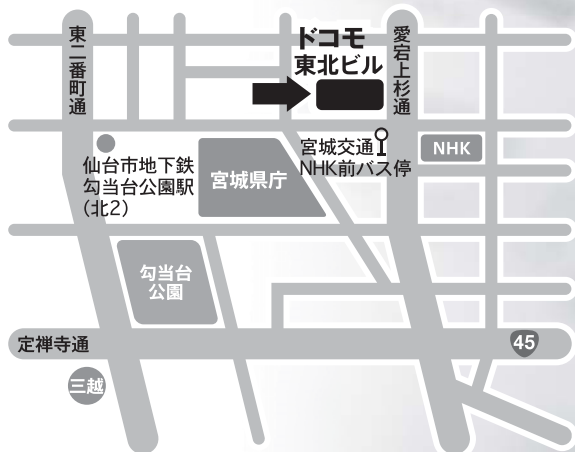 東二番町通
ドコモ
東北ビル
愛宕上杉通
仙台市地下鉄
勾当台公園駅
（北2）
宮城県庁
宮城交通
NHK前バス停
NHK
勾当台
公園
定禅寺通
45
三越